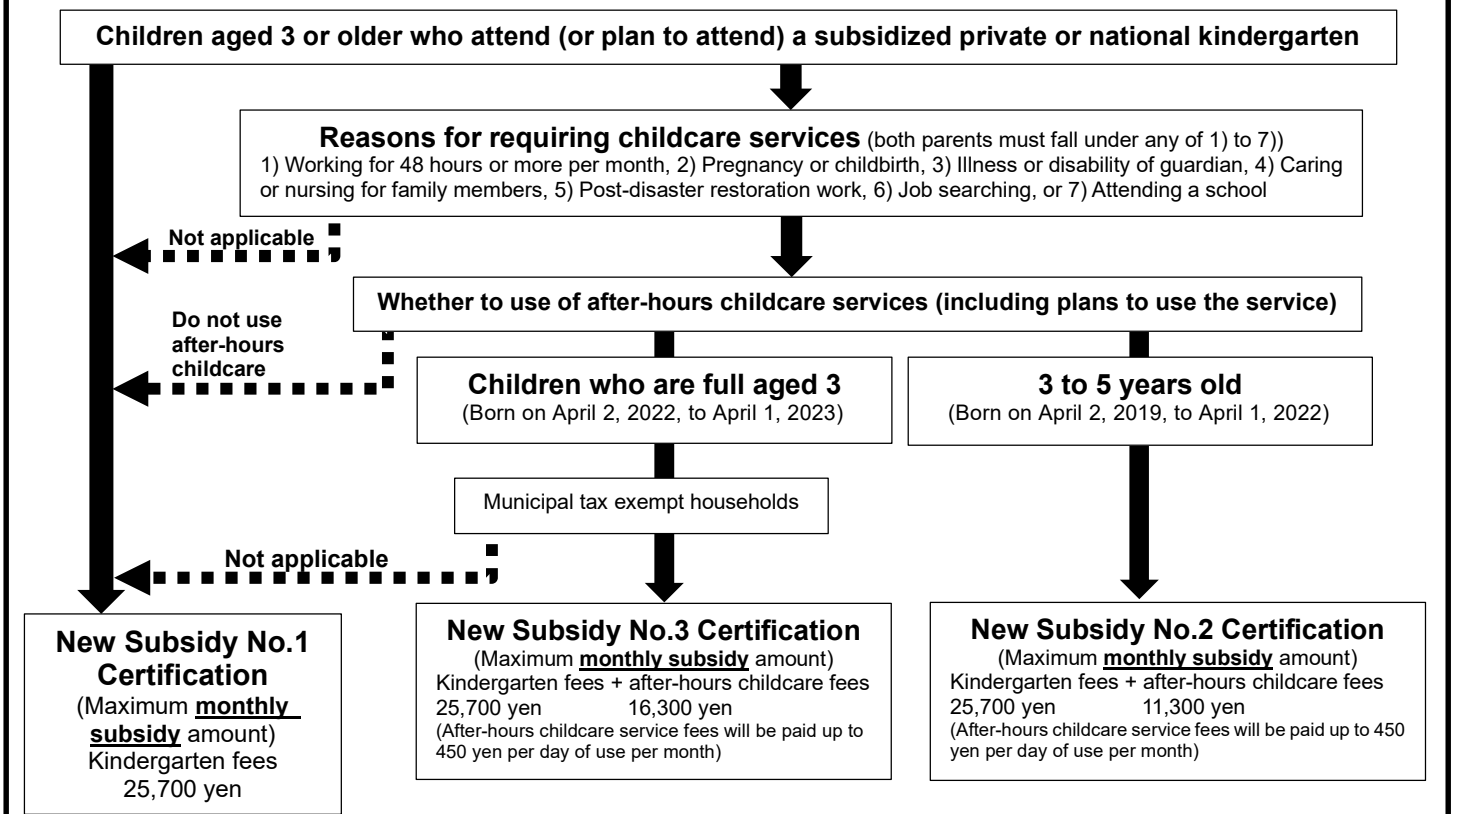 Children aged 3 or older who attend (or plan to attend) a subsidized private or national kindergarten
Reasons for requiring childcare services (both parents must fall under any of 1) to 7))
1) Working for 48 hours or more per month, 2) Pregnancy or childbirth, 3) Illness or disability of guardian, 4) Caring
or nursing for family members, 5) Post-disaster restoration work, 6) Job searching, or 7) Attending a school
Not applicable
Whether to use of after-hours childcare services (including plans to use the service)
Do not use
after-hours
childcare
Children who are full aged 3
(Born on April 2, 2022, to April 1, 2023)
3 to 5 years old
(Born on April 2, 2019, to April 1, 2022)
Municipal tax exempt households
Not applicable
New Subsidy No.1
Certification
(Maximum monthly
subsidy amount)
Kindergarten fees
25,700 yen
New Subsidy No.3 Certification
(Maximum monthly subsidy amount)
Kindergarten fees + after-hours childcare fees
25,700 yen 16,300 yen
(After-hours childcare service fees will be paid up to
450 yen per day of use per month)
New Subsidy No.2 Certification
(Maximum monthly subsidy amount)
Kindergarten fees + after-hours childcare fees
25,700 yen 11,300 yen
(After-hours childcare service fees will be paid up to 450
yen per day of use per month)